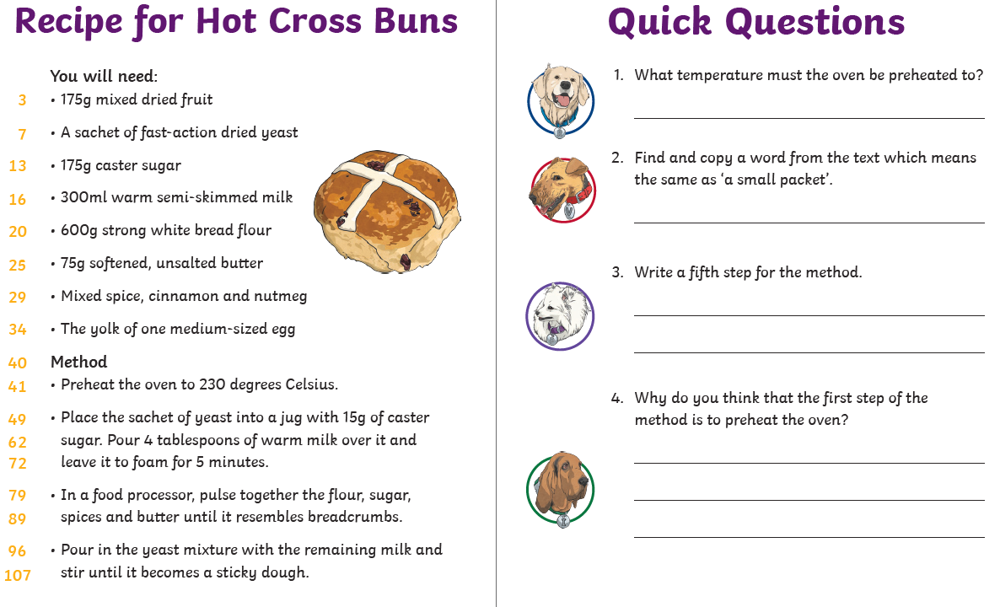 Recipe for Hot Cross Buns
You will need:
3 • 175g mixed dried fruit
7 • A sachet of fast-action dried yeast
13 • 175g caster sugar
16 • 300ml warm semi-skimmed milk
20 • 600g strong white bread flour
25 • 75g softened, unsalted butter
29 • Mixed spice, cinnamon and nutmeg
34 • The yolk of one medium-sized egg
40 Method
41 • Preheat the oven to 230 degrees Celsius.
49 • Place the sachet of yeast into a jug with 15g of caster
62 sugar. Pour 4 tablespoons of warm milk over it and
72 leave it to foam for 5 minutes.
79 • In a food processor, pulse together the flour, sugar,
89 spices and butter until it resembles breadcrumbs.
96 • Pour in the yeast mixture with the remaining milk and
107 stir until it becomes a sticky dough.
Quick Questions
1. What temperature must the oven be preheated to?
2. Find and copy a word from the text which means
the same as ‘a small packet’.
V
3. Write a fifth step for the method.
4. Why do you think that the first step of the
method is to preheat the oven?
I